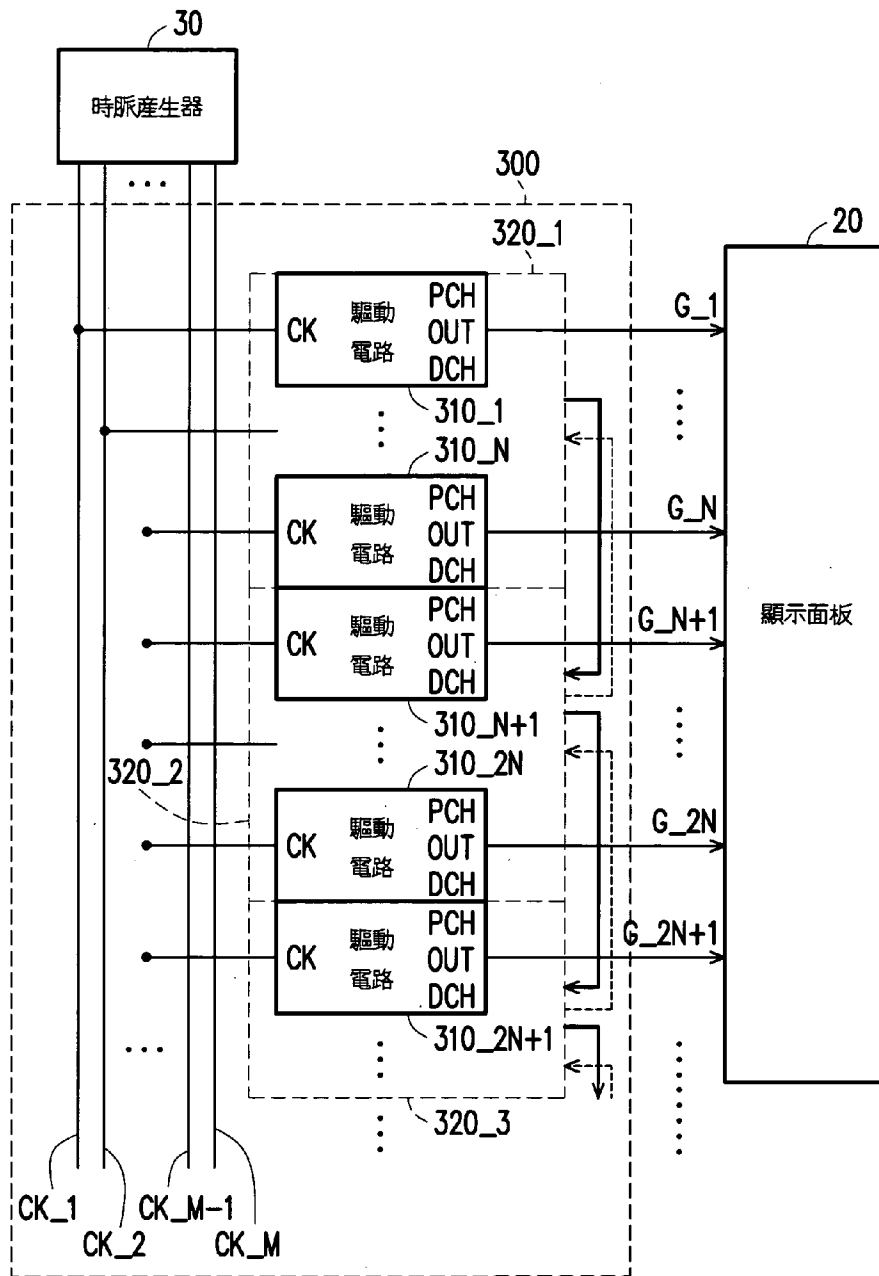 30
時脈產生器
300
320_1
20
PCH
CK 驅動 OUT G_1
電路 DCH
310_1
310_N
PCH
CK 驅動 OUT G_N
電路 DCH
PCH G_N+1
CK 驅動 OUT 顯示面板
電路 DCH
310_N+1
320_2 310_2N
PCH
CK 驅動 OUT G_2N
電路 DCH
PCH G_2N+1
CK 驅動 OUT
電路 DCH
310_2N+1
320_3
CK_1 CK_M-1
CK_2 CK_M